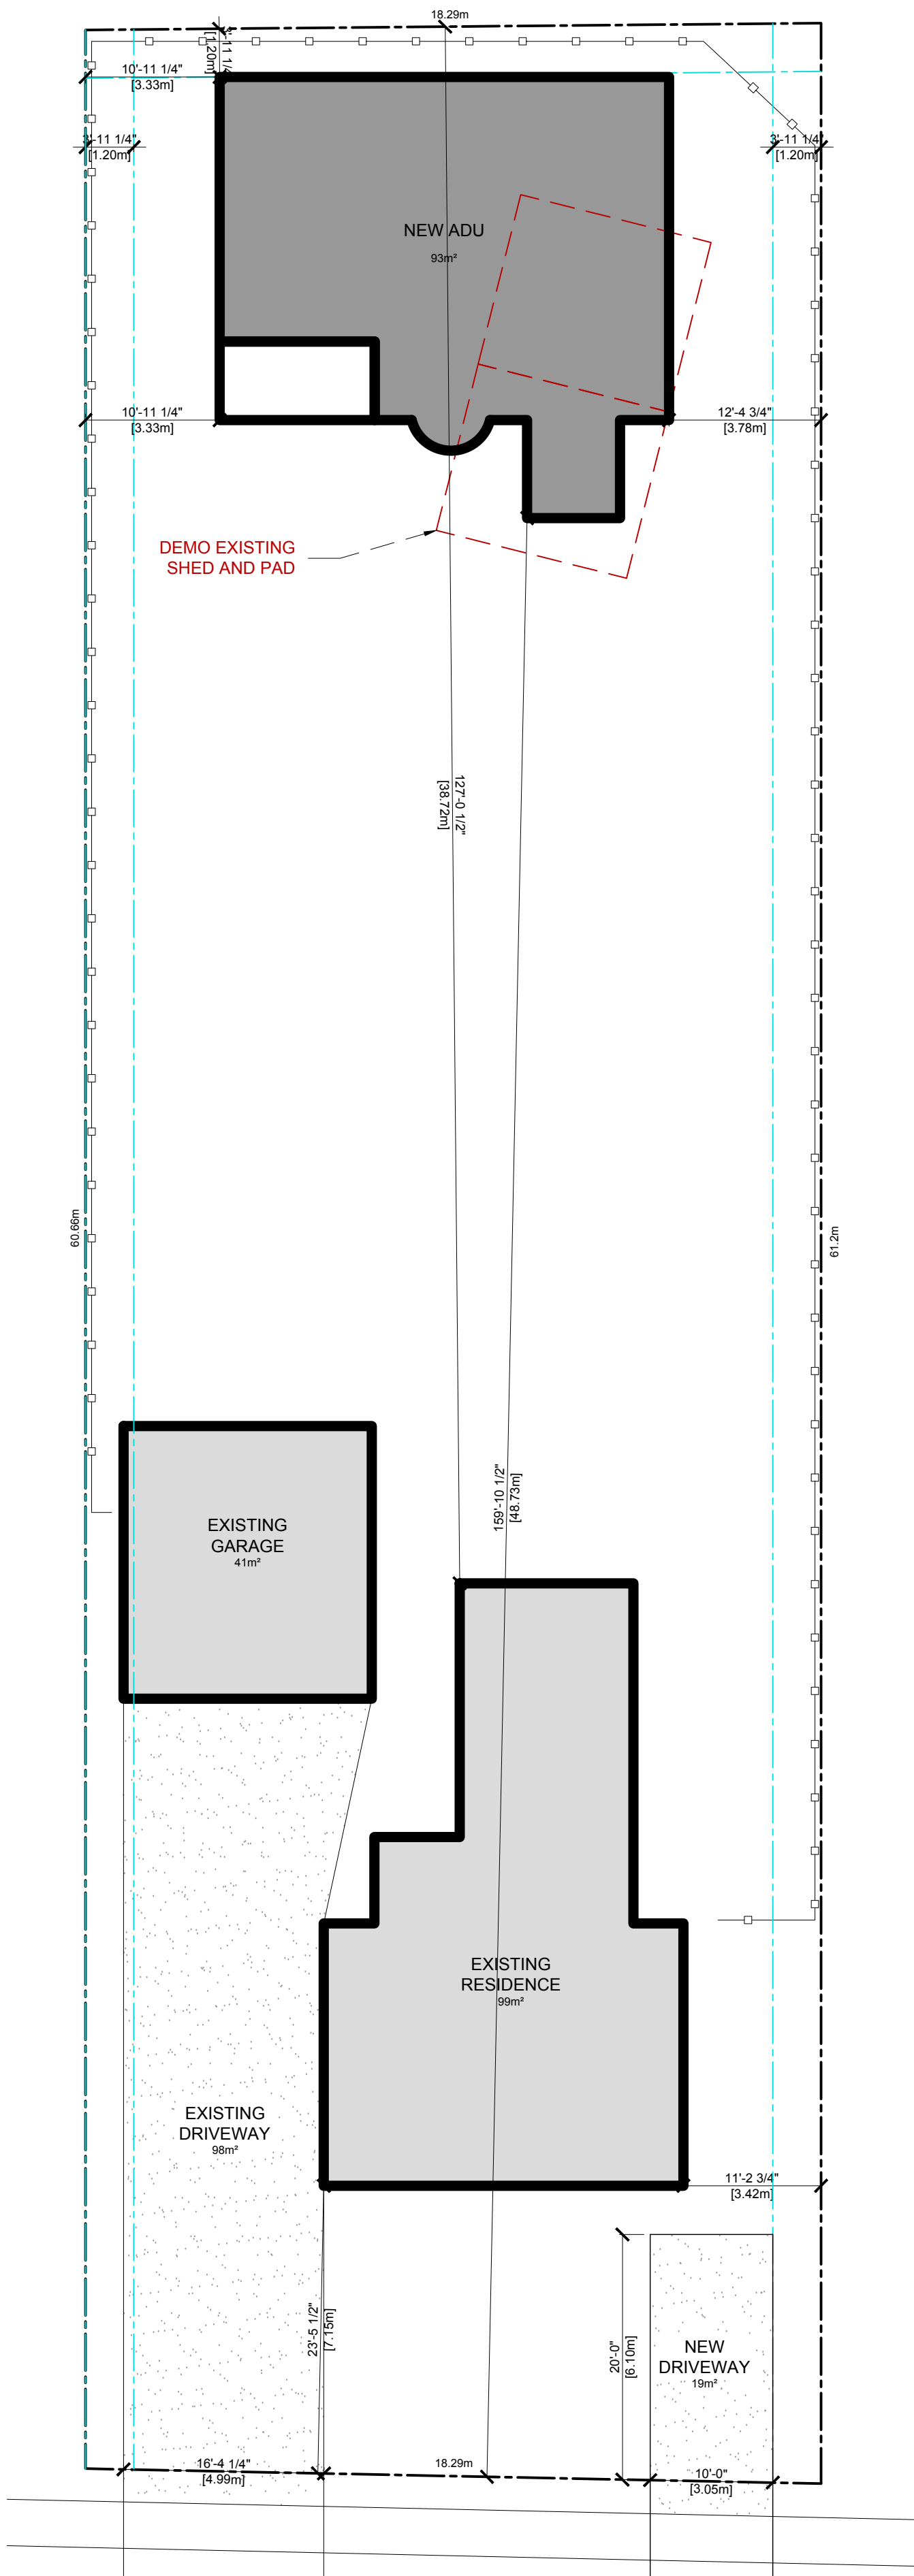 18.29m
3'-11 1/4"
[1.20m]
10'-11 1/4"
[3.33m]
3'-11 1/4"
[1.20m]
3'-11 1/4"
[1.20m]
NEW ADU
93m²
10'-11 1/4"
[3.33m]
12'-4 3/4"
[3.78m]
DEMO EXISTING
SHED AND PAD
127'-0 1/2"
[38.72m]
60.66m
61.2m
159'-10 1/2"
[48.73m]
EXISTING
GARAGE
41m²
EXISTING
RESIDENCE
99m²
EXISTING
DRIVEWAY
98m²
11'-2 3/4"
[3.42m]
23'-5 1/2"
[7.15m]
20'-0"
[6.10m]
NEW
DRIVEWAY
19m²
16'-4 1/4"
[4.99m]
18.29m
10'-0"
[3.05m]